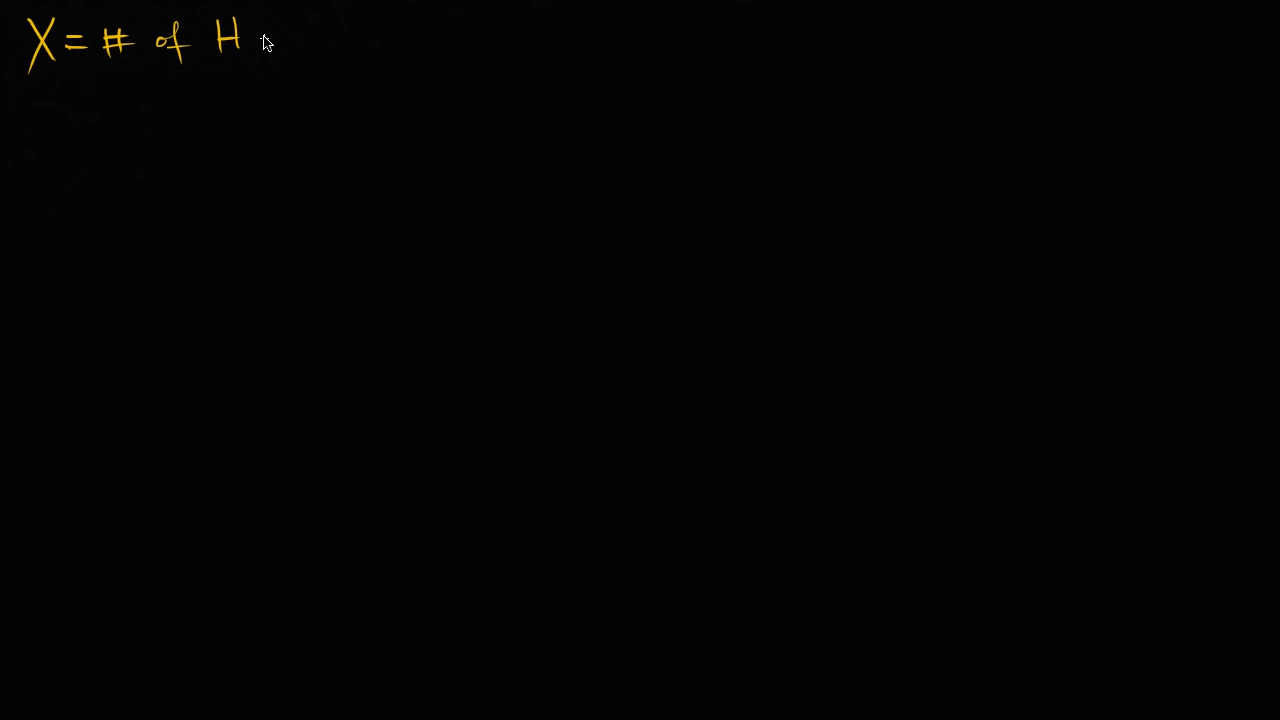 X = # of H